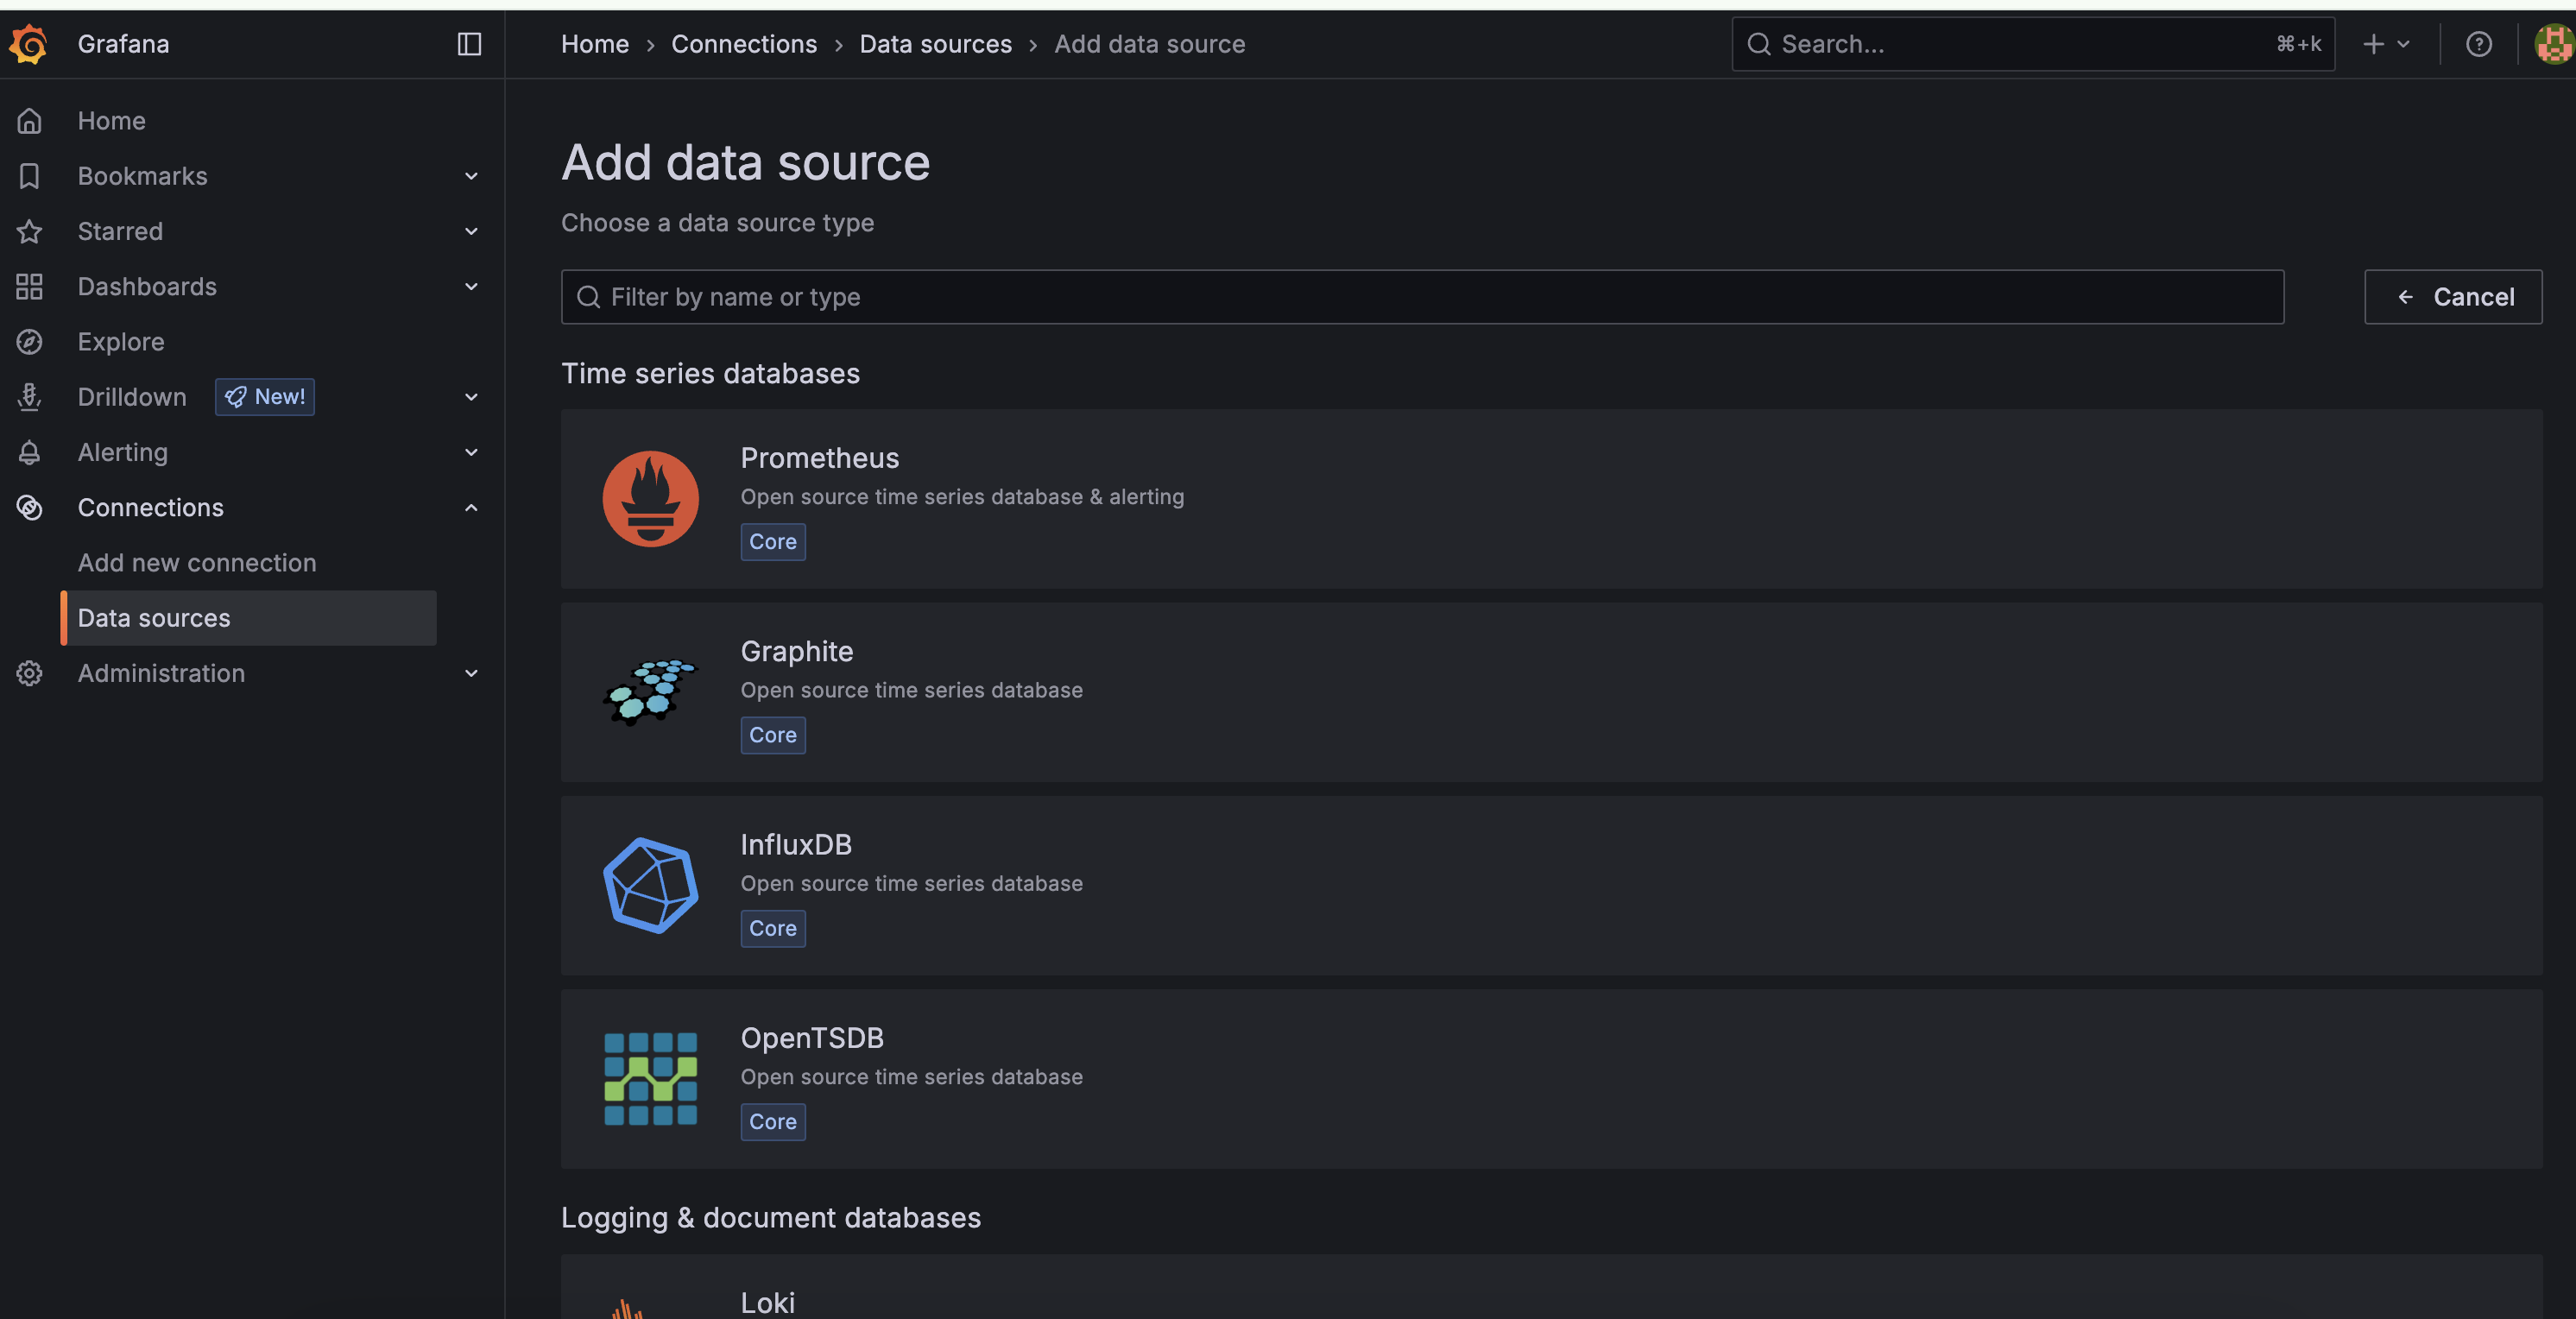 Grafana
Home > Connections > Data sources > Add data source
Search...
⌘+k
Home
Bookmarks
Starred
Dashboards
Explore
Drilldown
New!
Alerting
Connections
Add new connection
Data sources
Administration
Add data source
Choose a data source type
Filter by name or type
Cancel
Time series databases
Prometheus
Open source time series database & alerting
Core
Graphite
Open source time series database
Core
InfluxDB
Open source time series database
Core
OpenTSDB
Open source time series database
Core
Logging & document databases
Loki